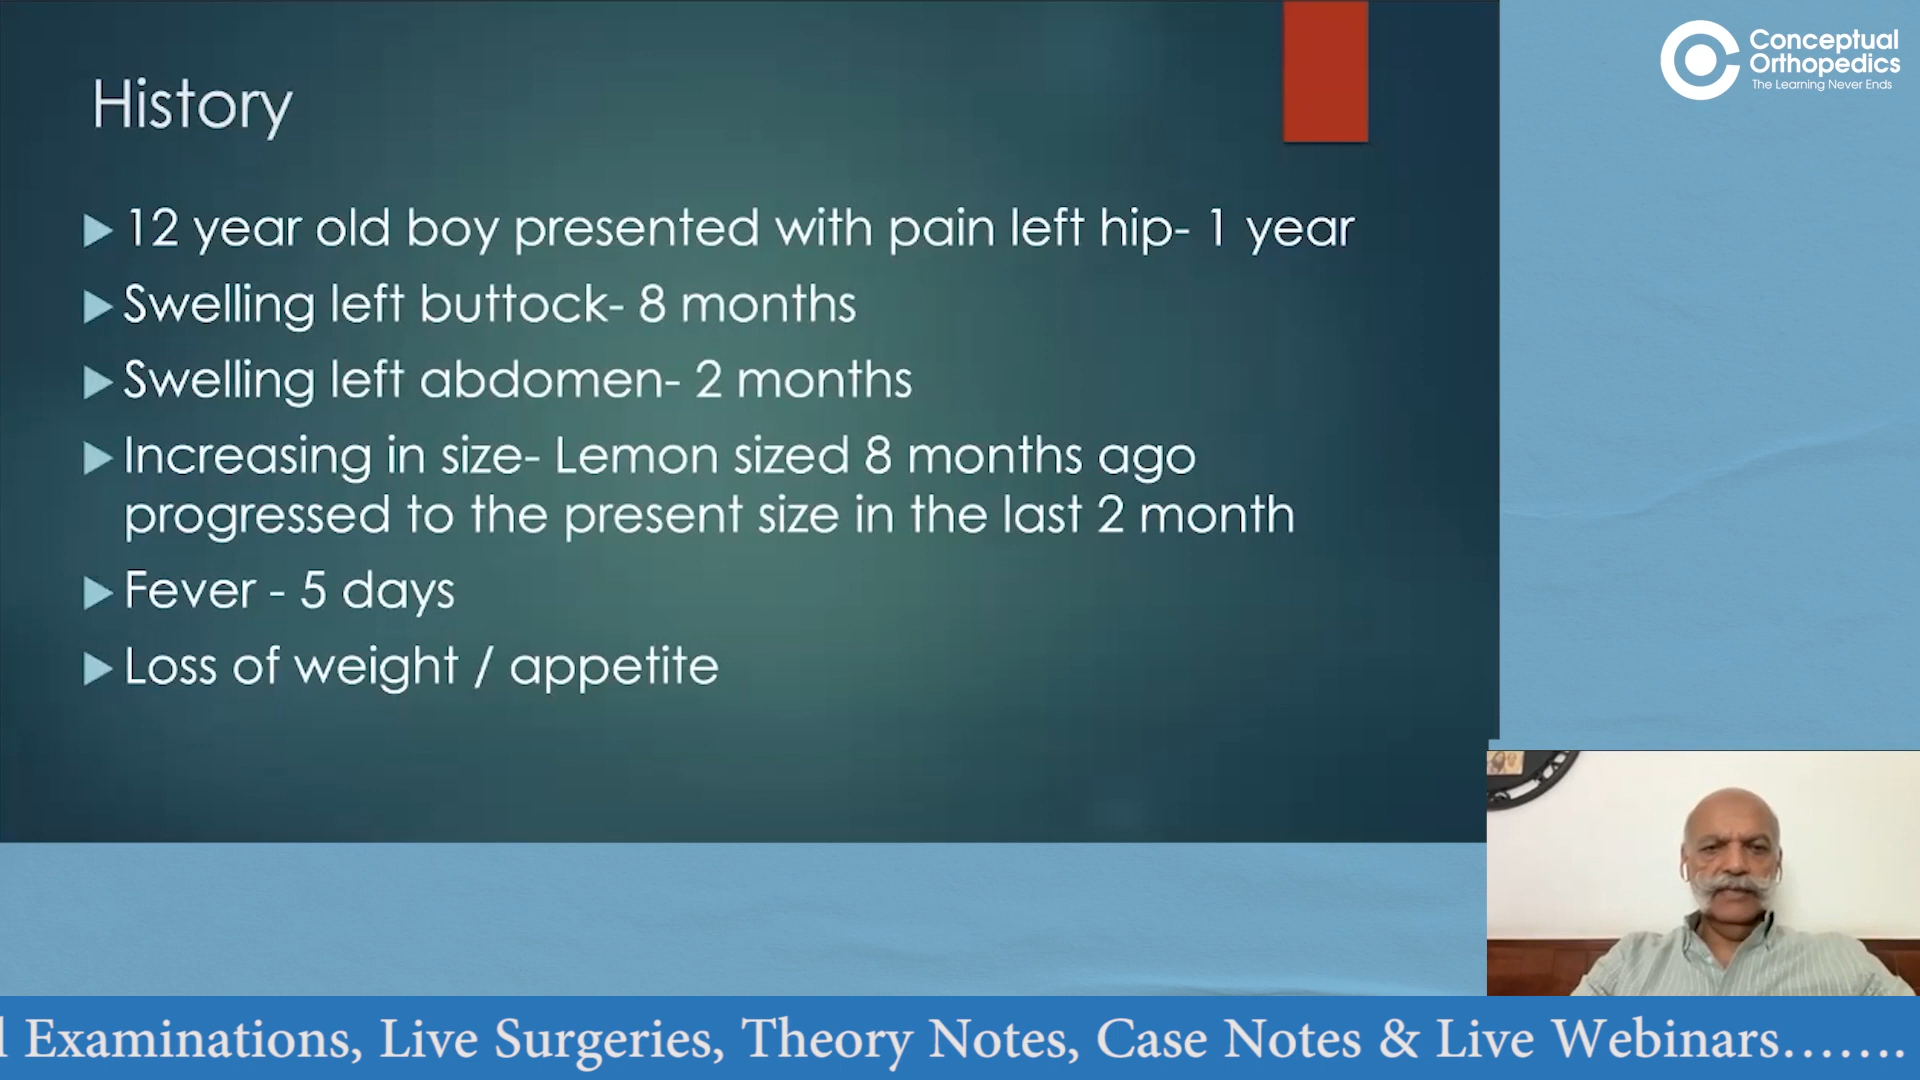 History
12 year old boy presented with pain left hip- 1 year
Swelling left buttock- 8 months
Swelling left abdomen- 2 months
Increasing in size- Lemon sized 8 months ago
progressed to the present size in the last 2 month
Fever - 5 days
Loss of weight / appetite
Conceptual
Orthopedics
The Learning Never Ends
Examinations, Live Surgeries, Theory Notes, Case Notes & Live Webinars.......